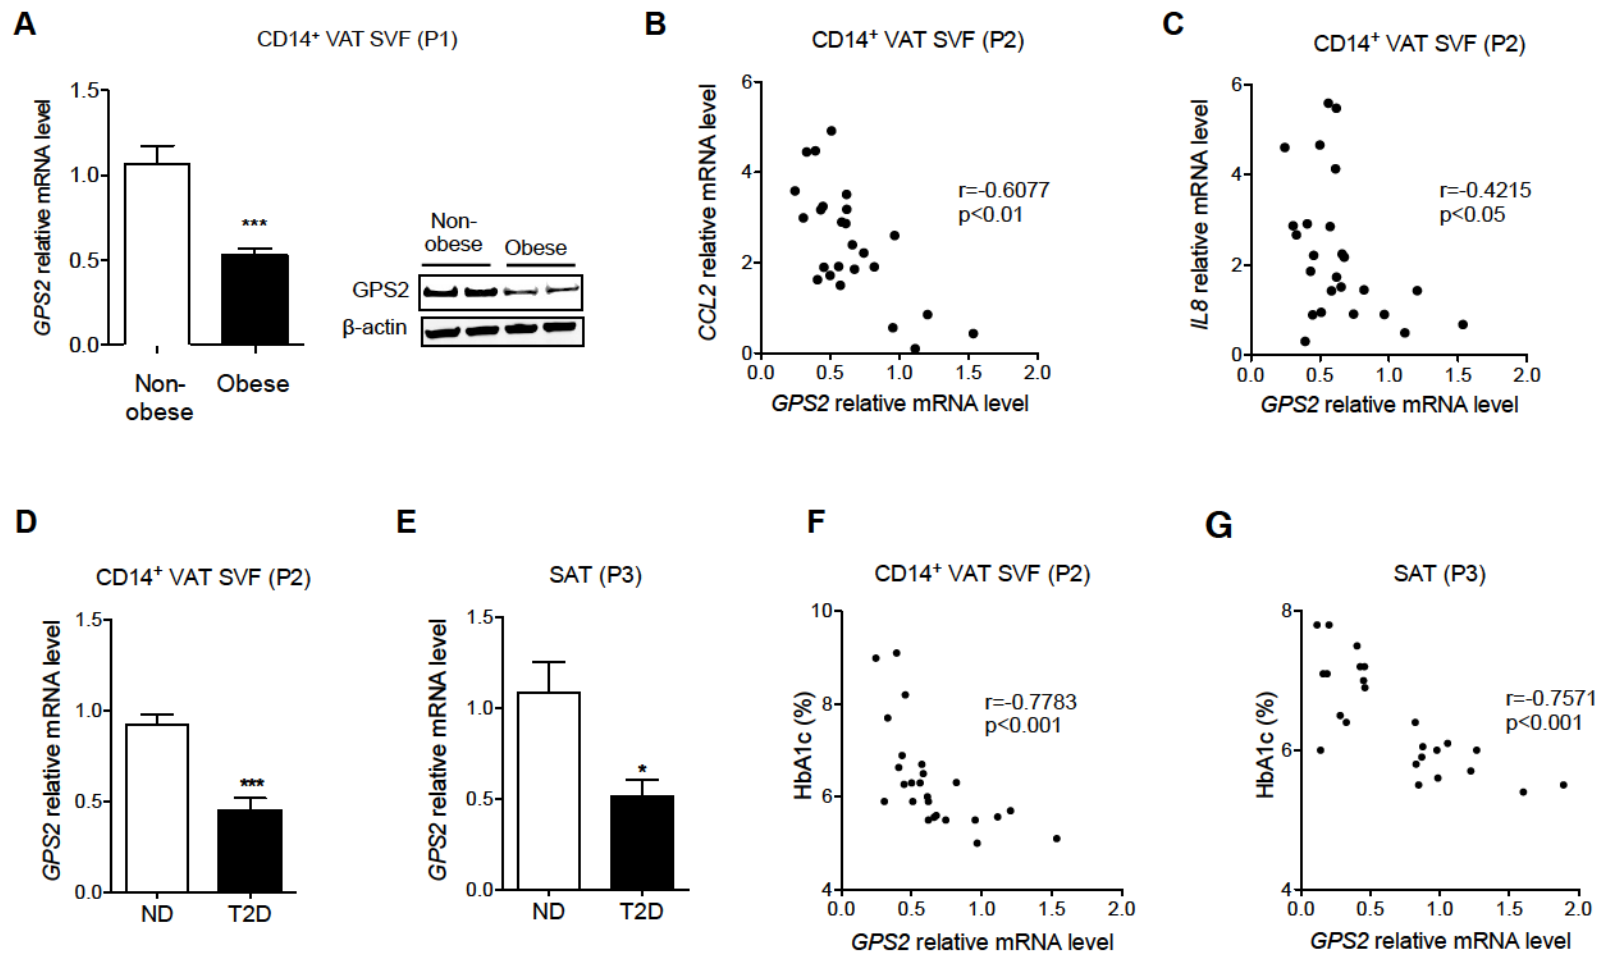 A
CD14⁺ VAT SVF (P1)
GPS2 relative mRNA level
1.5
1.0
0.5
0.0
***
Non-
obese
Obese
Non-
obese
Obese
GPS2
β-actin
B
CD14⁺ VAT SVF (P2)
CCL2 relative mRNA level
6
4
2
0
r=-0.6077
p<0.01
0.0 0.5 1.0 1.5 2.0
GPS2 relative mRNA level
C
CD14⁺ VAT SVF (P2)
IL8 relative mRNA level
6
4
2
0
r=-0.4215
p<0.05
0.0 0.5 1.0 1.5 2.0
GPS2 relative mRNA level
D
CD14⁺ VAT SVF (P2)
GPS2 relative mRNA level
1.5
1.0
0.5
0.0
***
ND T2D
E
SAT (P3)
GPS2 relative mRNA level
1.5
1.0
0.5
0.0
*
ND T2D
F
CD14⁺ VAT SVF (P2)
HbA1c (%)
10
8
6
4
r=-0.7783
p<0.001
0.0 0.5 1.0 1.5 2.0
GPS2 relative mRNA level
G
SAT (P3)
HbA1c (%)
8
6
4
r=-0.7571
p<0.001
0.0 0.5 1.0 1.5 2.0
GPS2 relative mRNA level